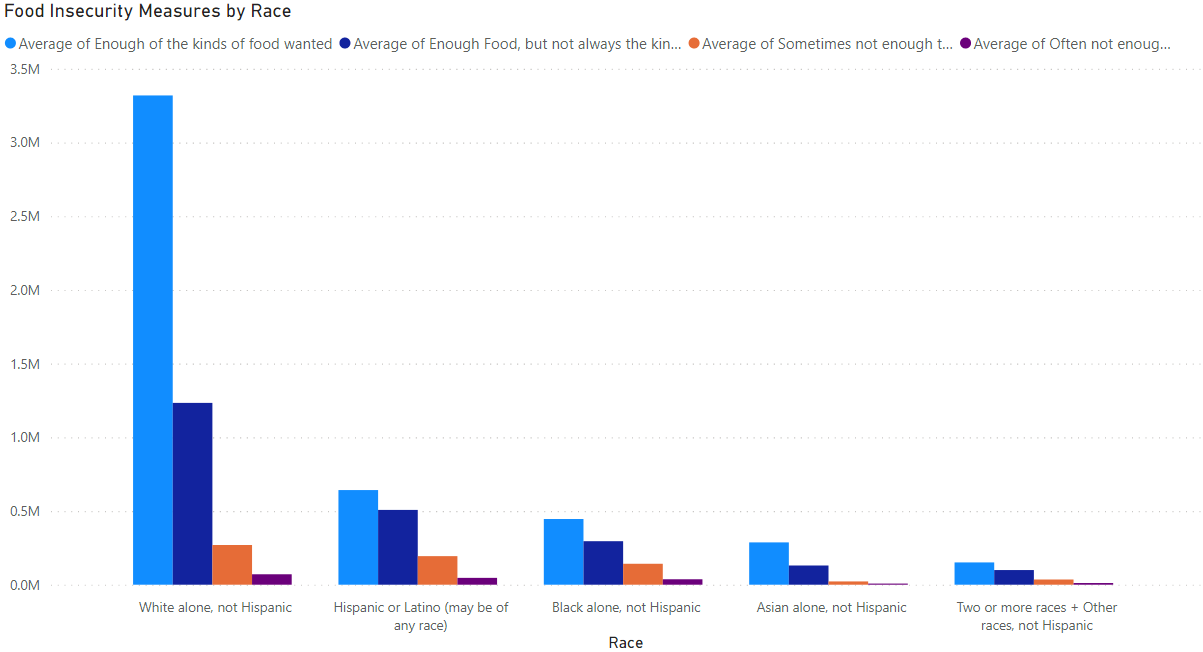 Food Insecurity Measures by Race
Average of Enough of the kinds of food wanted Average of Enough Food, but not always the kin... Average of Sometimes not enough t... Average of Often not enoug...
3.5M
3.0M
2.5M
2.0M
1.5M
1.0M
0.5M
0.0M
White alone, not Hispanic
Hispanic or Latino (may be of
any race)
Black alone, not Hispanic
Asian alone, not Hispanic
Two or more races + Other
races, not Hispanic
Race